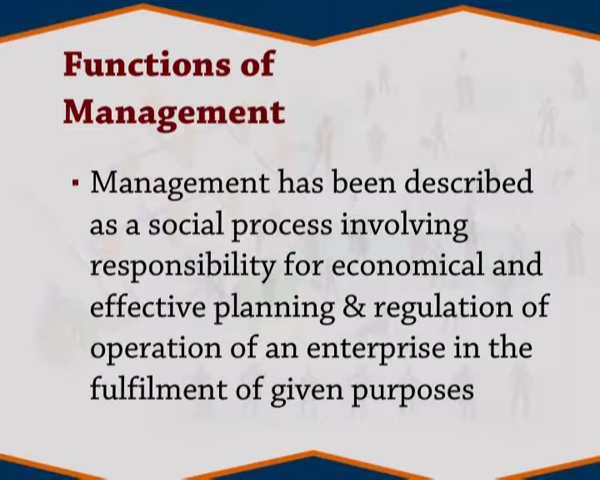 Functions of
Management
▪ Management has been described
as a social process involving
responsibility for economical and
effective planning & regulation of
operation of an enterprise in the
fulfilment of given purposes